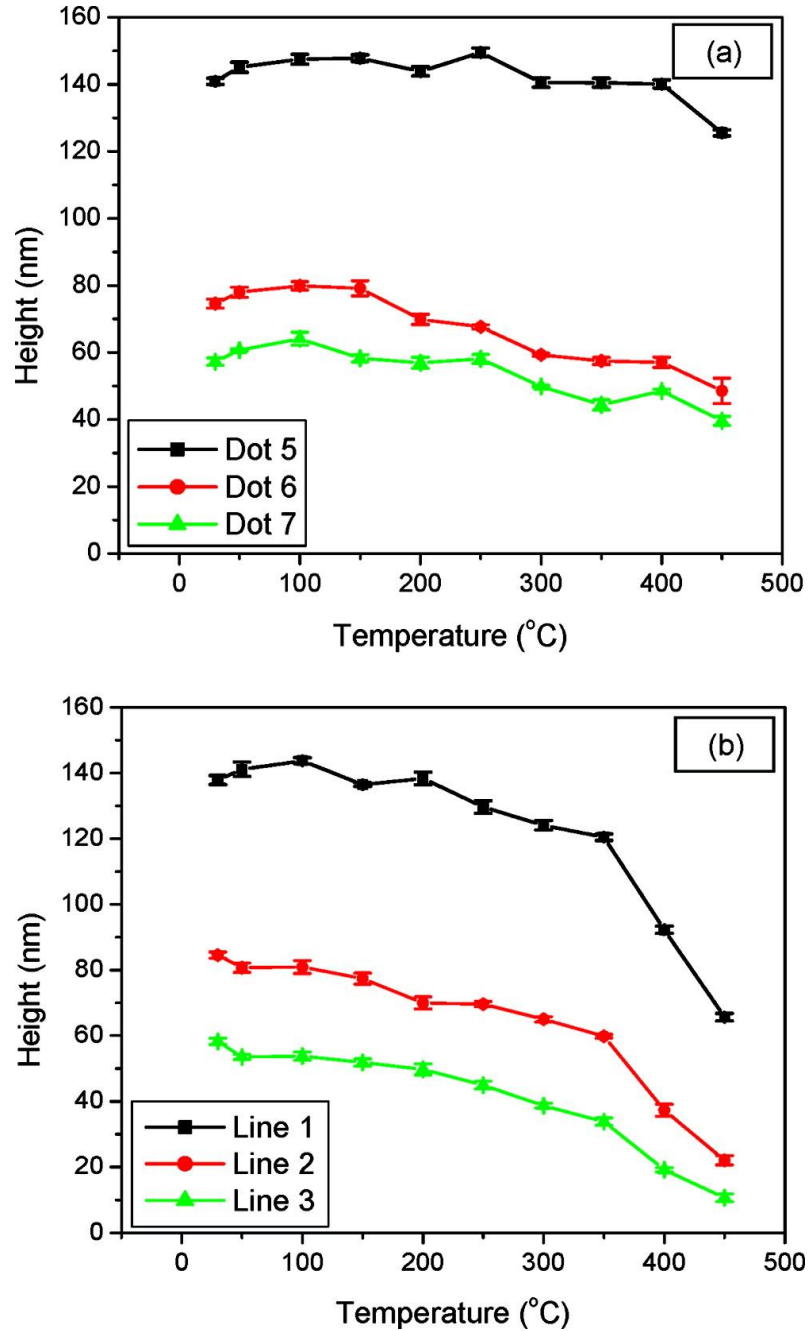 (a)
160
140
120
100
80
60
40
20
0
Height (nm)
Dot 5
Dot 6
Dot 7
0 100 200 300 400 500
Temperature (°C)
(b)
160
140
120
100
80
60
40
20
0
Height (nm)
Line 1
Line 2
Line 3
0 100 200 300 400 500
Temperature (°C)